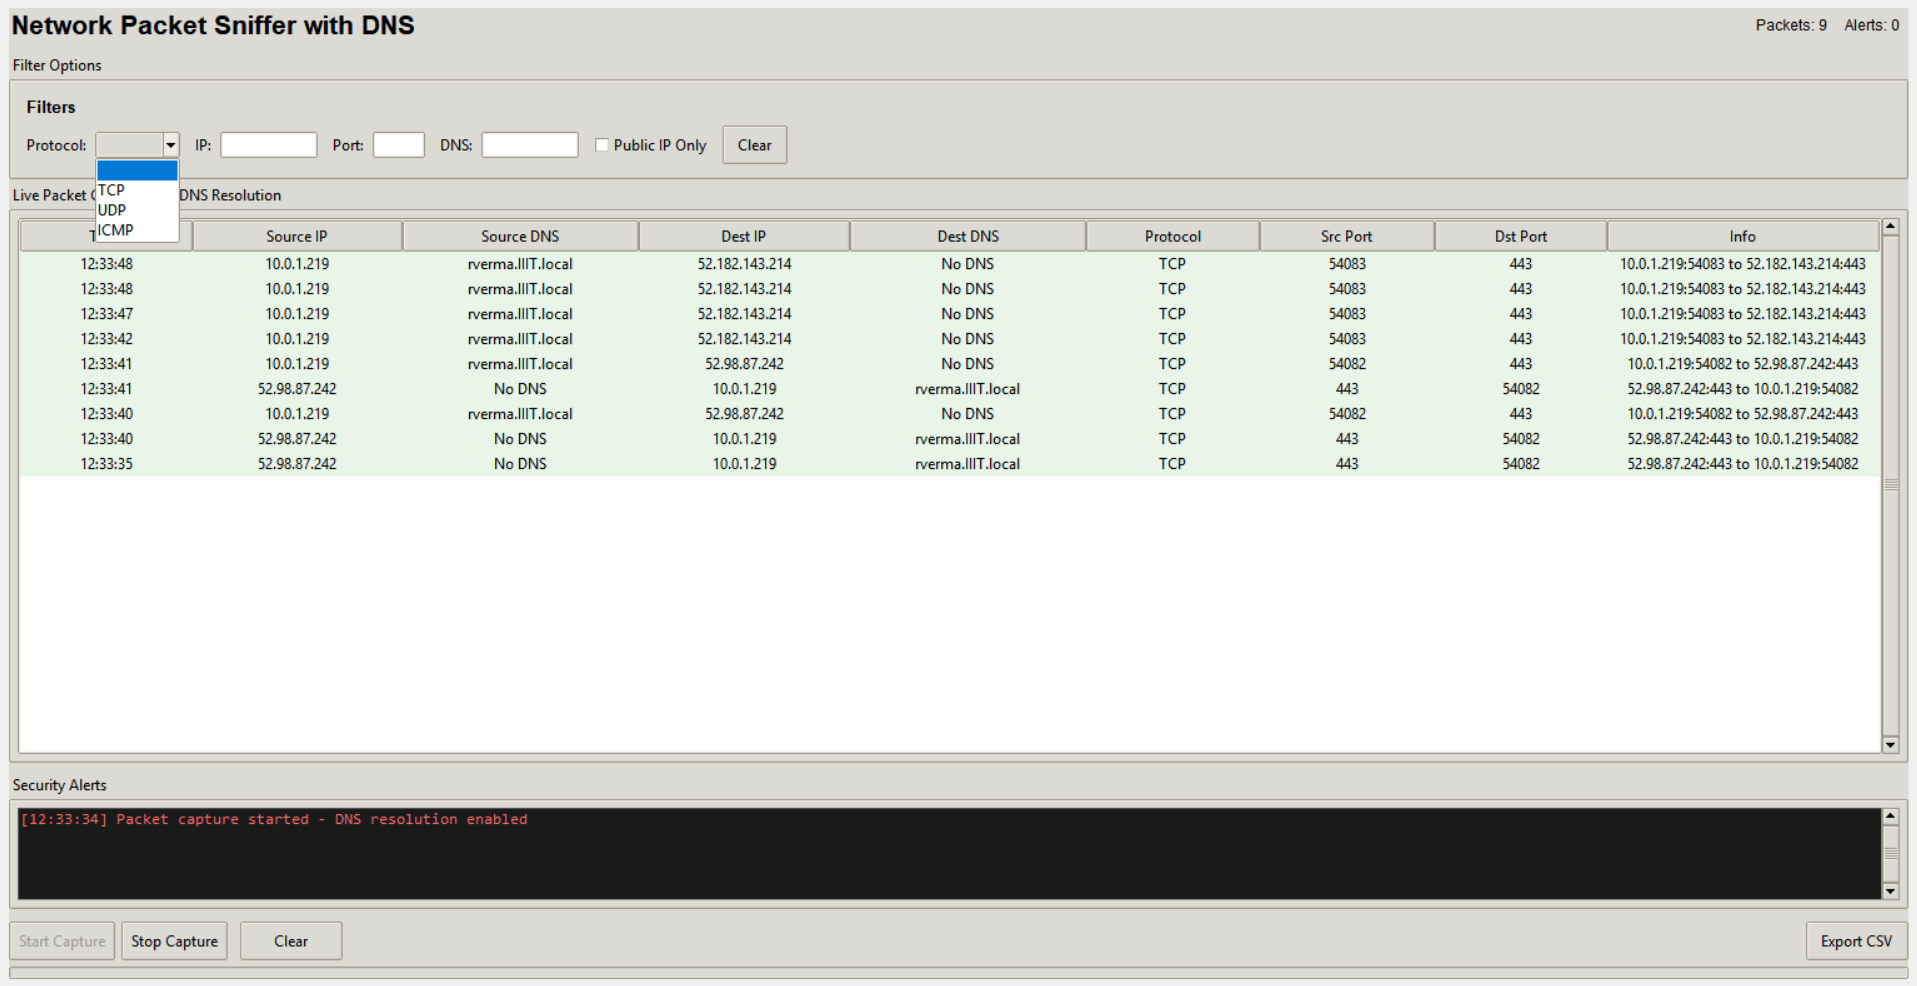 Network Packet Sniffer with DNS
Packets: 9 Alerts: 0
Filter Options
Filters
Protocol: IP: Port: DNS: Public IP Only Clear
TCP
UDP
ICMP
Live Packet DNS Resolution
Source IP Source DNS Dest IP Dest DNS Protocol Src Port Dst Port Info
12:33:48 10.0.1.219 rverma.IIIT.local 52.182.143.214 No DNS TCP 54083 443 10.0.1.219:54083 to 52.182.143.214:443
12:33:48 10.0.1.219 rverma.IIIT.local 52.182.143.214 No DNS TCP 54083 443 10.0.1.219:54083 to 52.182.143.214:443
12:33:47 10.0.1.219 rverma.IIIT.local 52.182.143.214 No DNS TCP 54083 443 10.0.1.219:54083 to 52.182.143.214:443
12:33:42 10.0.1.219 rverma.IIIT.local 52.182.143.214 No DNS TCP 54083 443 10.0.1.219:54083 to 52.182.143.214:443
12:33:41 10.0.1.219 rverma.IIIT.local 52.98.87.242 No DNS TCP 54082 443 10.0.1.219:54082 to 52.98.87.242:443
12:33:41 52.98.87.242 No DNS 10.0.1.219 rverma.IIIT.local TCP 443 54082 52.98.87.242:443 to 10.0.1.219:54082
12:33:40 10.0.1.219 rverma.IIIT.local 52.98.87.242 No DNS TCP 54082 443 10.0.1.219:54082 to 52.98.87.242:443
12:33:40 52.98.87.242 No DNS 10.0.1.219 rverma.IIIT.local TCP 443 54082 52.98.87.242:443 to 10.0.1.219:54082
12:33:35 52.98.87.242 No DNS 10.0.1.219 rverma.IIIT.local TCP 443 54082 52.98.87.242:443 to 10.0.1.219:54082
Security Alerts
[12:33:34] Packet capture started - DNS resolution enabled
Start Capture Stop Capture Clear Export CSV